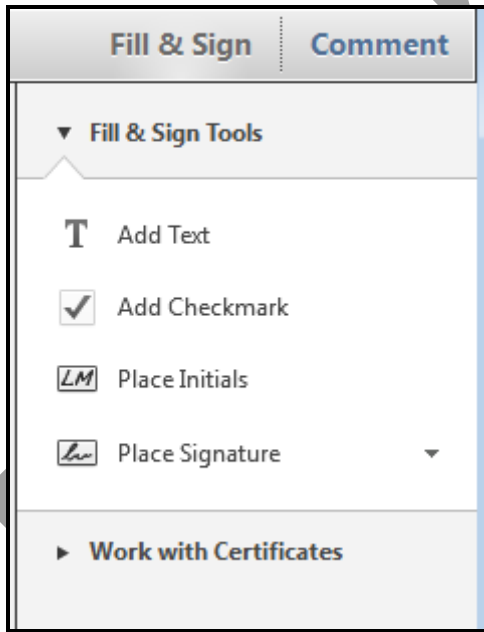 Fill & Sign Comment
Fill & Sign Tools
T Add Text
Add Checkmark
LM Place Initials
Place Signature
Work with Certificates